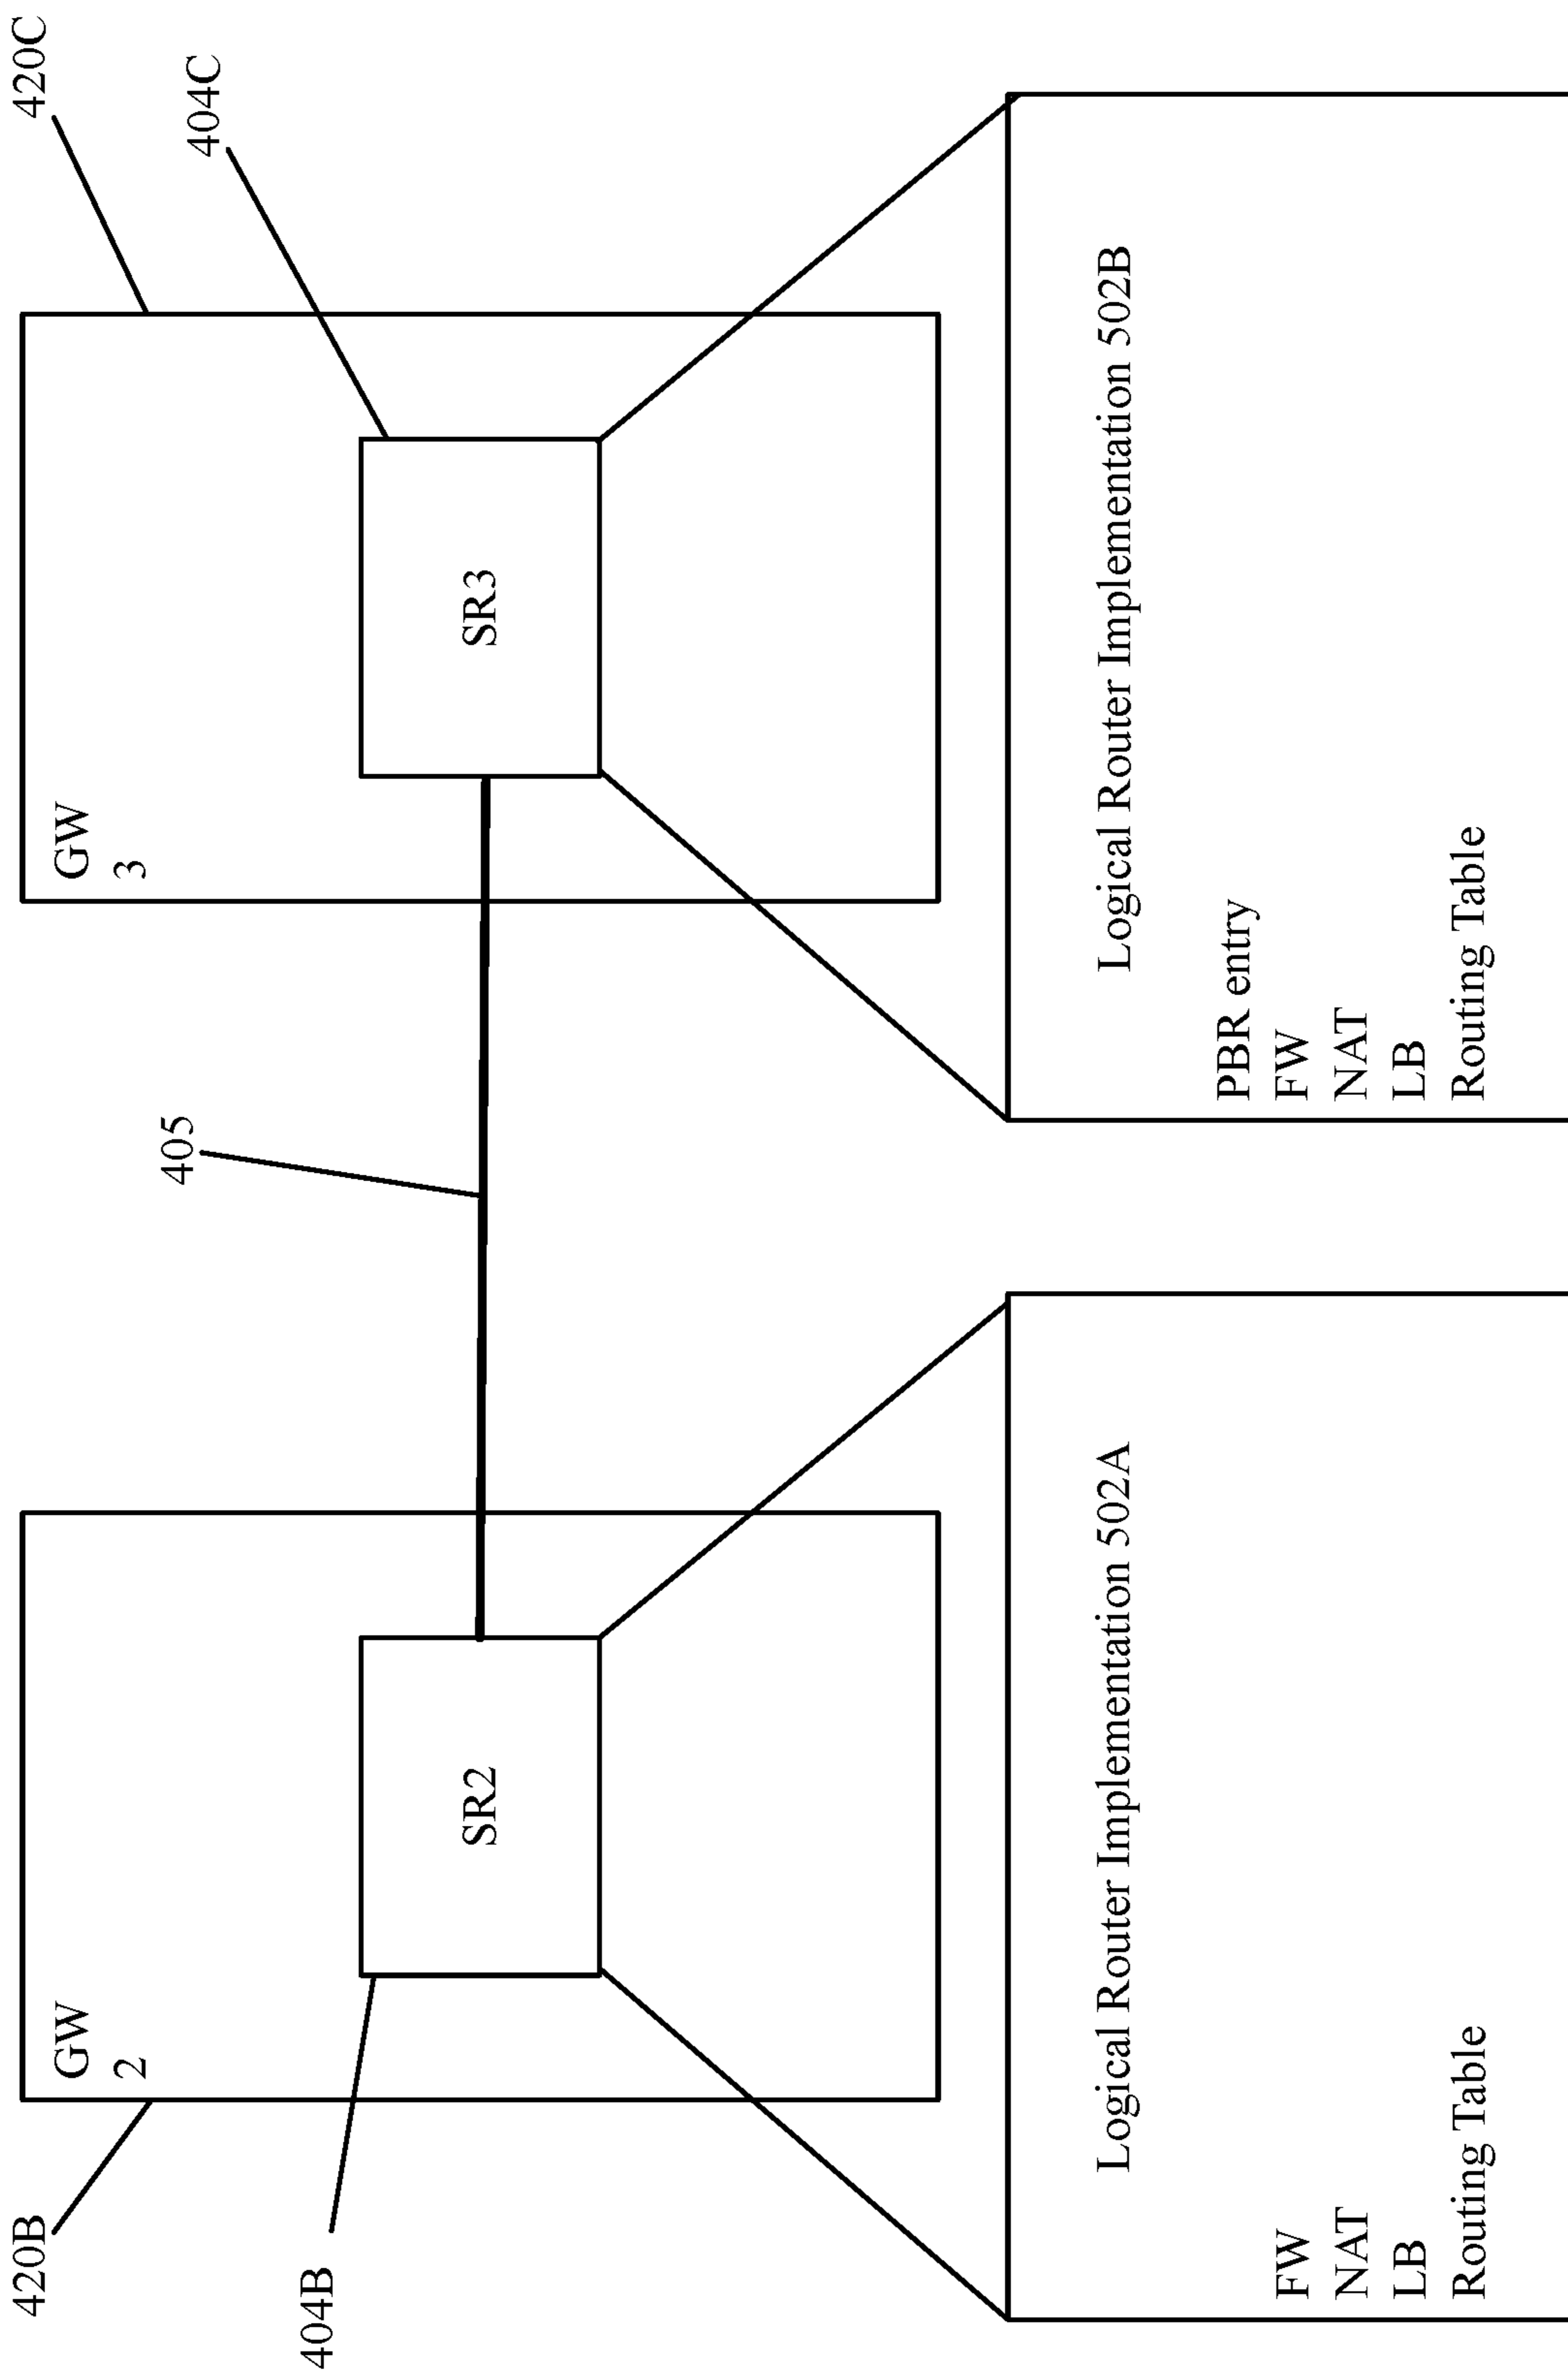 420B
GW
2
404B
SR2
405
GW
3
420C
404C
SR3
Logical Router Implementation 502A
FW
NAT
LB
Routing Table
Logical Router Implementation 502B
PBR entry
FW
NAT
LB
Routing Table